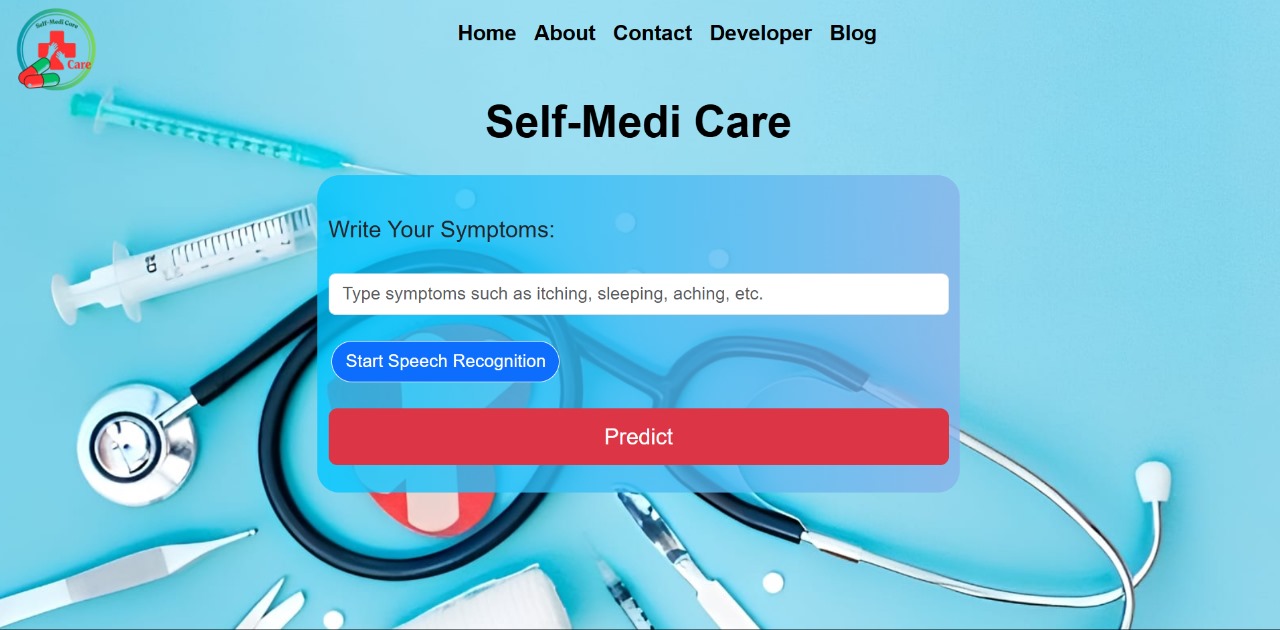 Self-Medi Care
Care
Home About Contact Developer Blog
Self-Medi Care
Write Your Symptoms:
Type symptoms such as itching, sleeping, aching, etc.
Start Speech Recognition
Predict